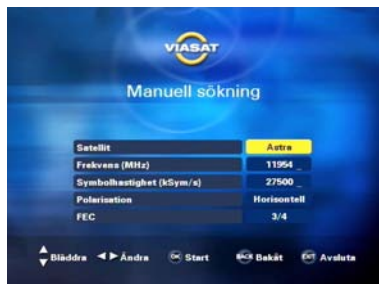 VIASAT
Manuell sökning
Satellit Astra
Frekvens (MHz) 11954 _
Symbolhastighet (kSym/s) 27500 _
Polarisation Horisontell
FEC 3/4
Bläddra Ändra OK Start BACK Bakåt EXIT Avsluta